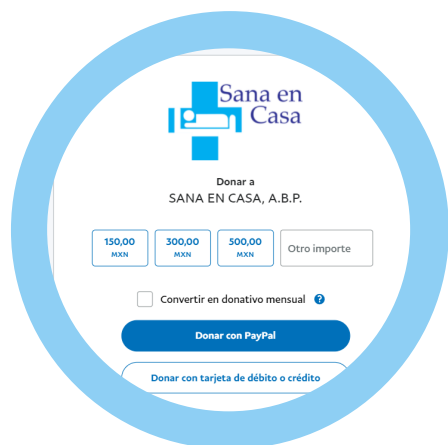 Sana en
Casa
Donar a
SANA EN CASA, A.B.P.
150,00 300,00 500,00 Otro importe
MXN MXN MXN
Convertir en donativo mensual ?
Donar con PayPal
Donar con tarjeta de débito o crédito